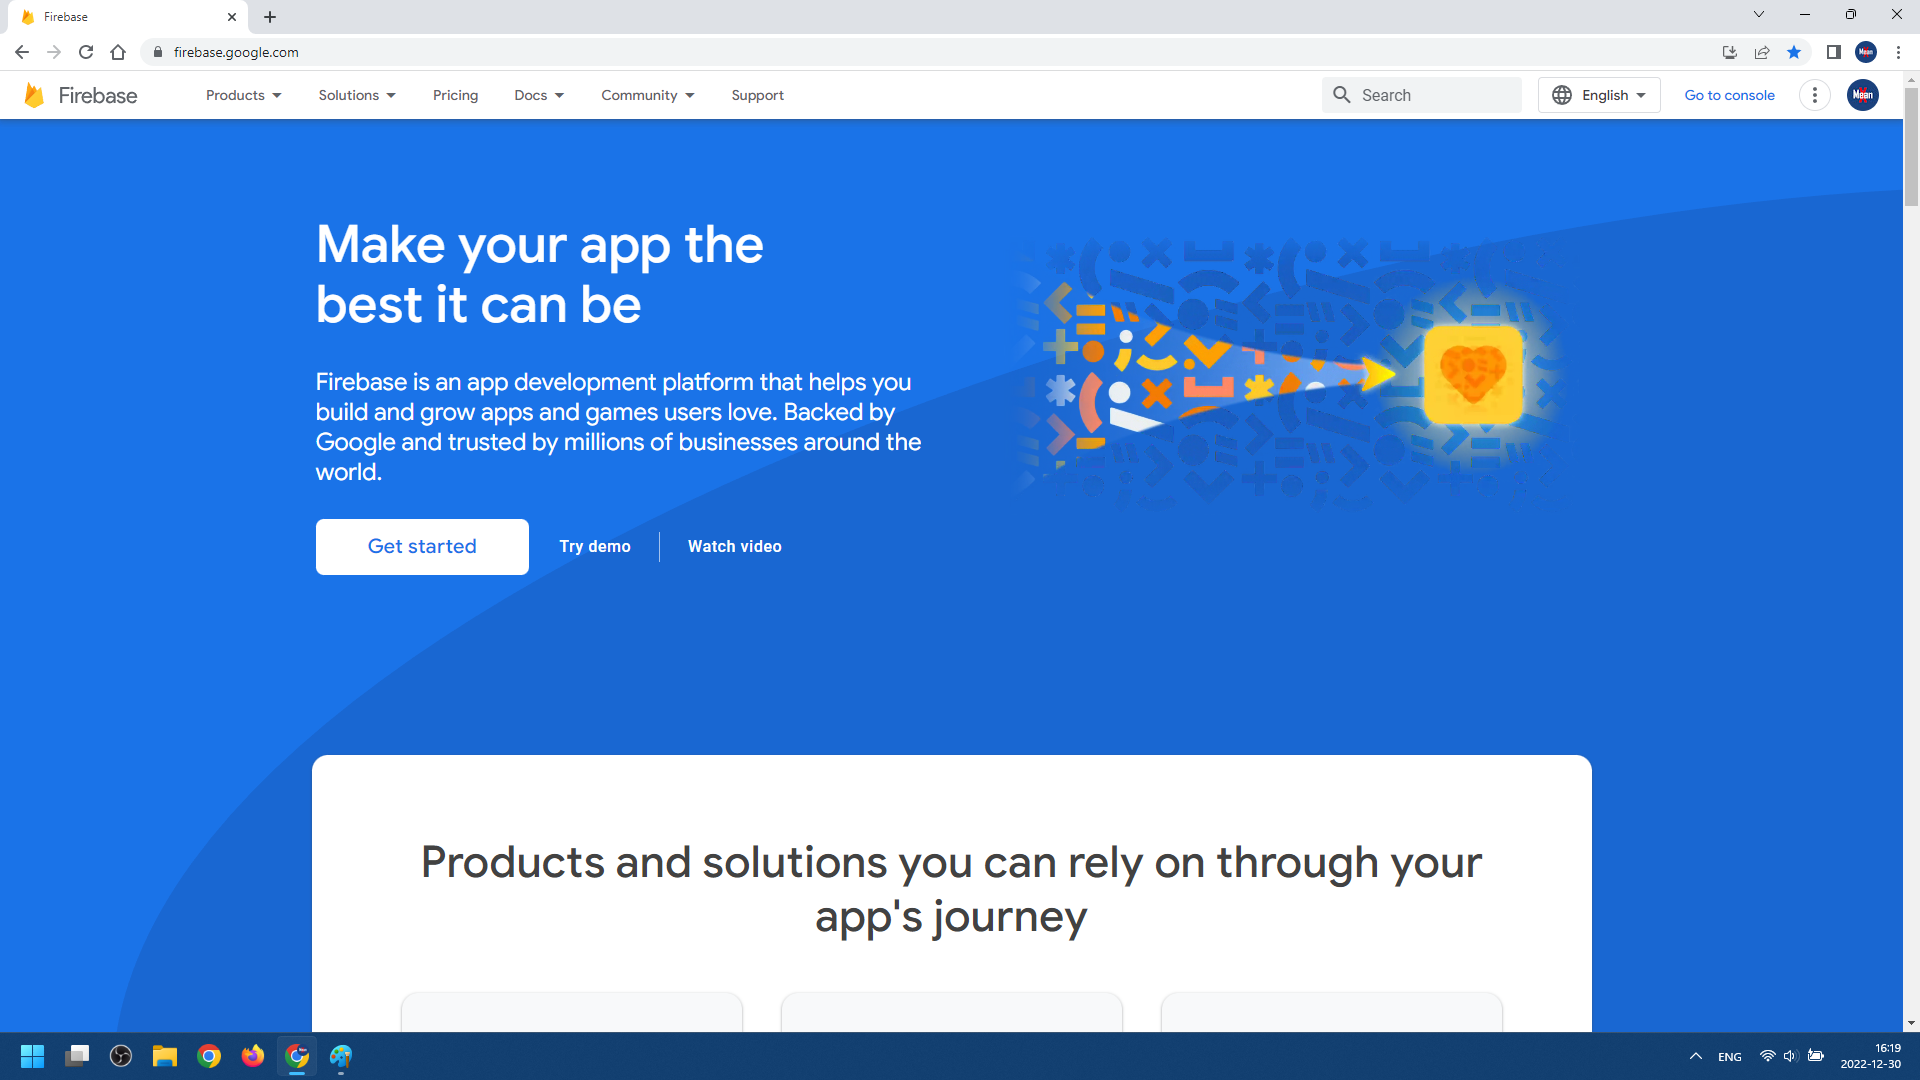 Firebase
firebase.google.com
Mean
Firebase
Products
Solutions
Pricing
Docs
Community
Support
Search
English
Go to console
Mean
Make your app the
best it can be
Firebase is an app development platform that helps you
build and grow apps and games users love. Backed by
Google and trusted by millions of businesses around the
world.
Get started
Try demo
Watch video
Products and solutions you can rely on through your
app's journey
ENG
16:19
2022-12-30